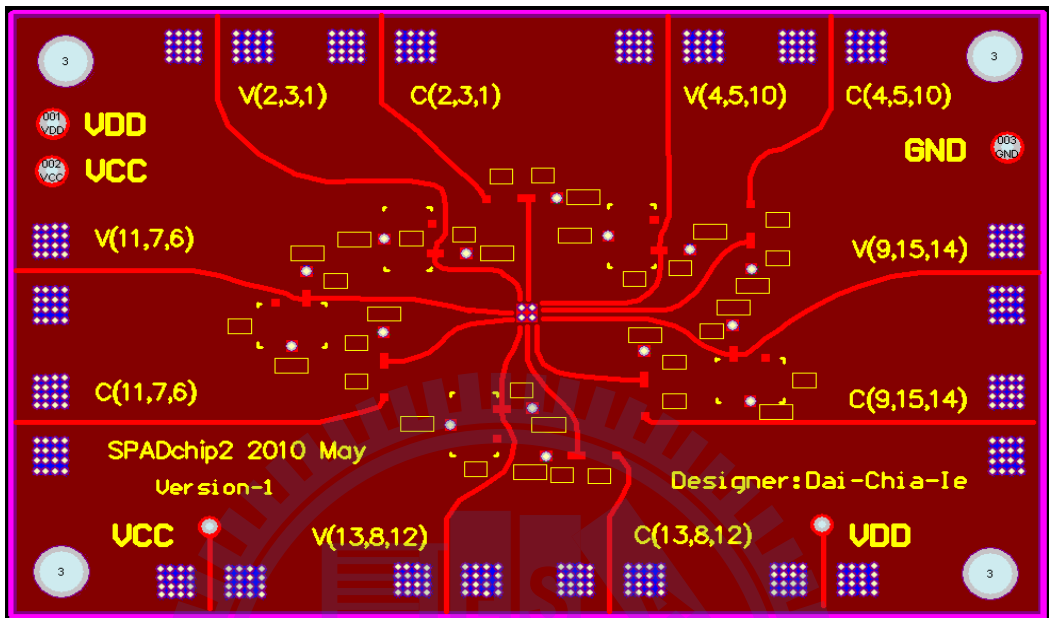 3
3
V(2,3,1)
C(2,3,1)
V(4,5,10)
C(4,5,10)
001
VDD
VDD
002
VCC
VCC
GND
003
GND
V(11,7,6)
V(9,15,14)
C(11,7,6)
C(9,15,14)
SPADchip2 2010 May
Version-1
Designer:Dai-Chia-Ie
VCC
V(13,8,12)
C(13,8,12)
VDD
3
3